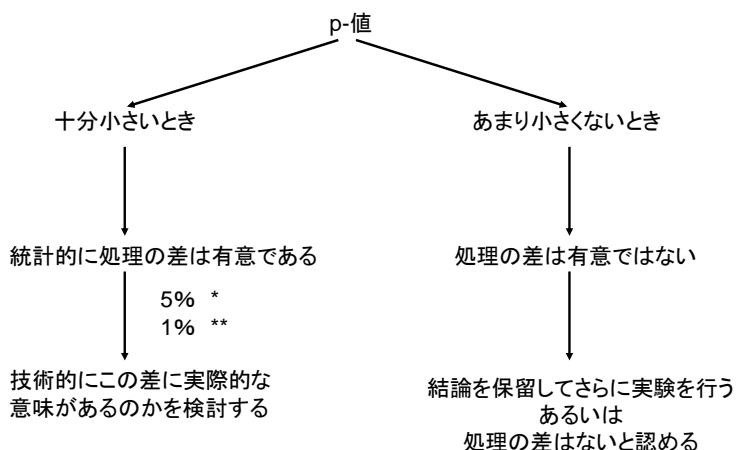 p-値
十分小さいとき
あまり小さくないとき
統計的に処理の差は有意である
処理の差は有意ではない
5% *
1% **
技術的にこの差に実際的な
意味があるのかを検討する
結論を保留してさらに実験を行う
あるいは
処理の差はないと認める